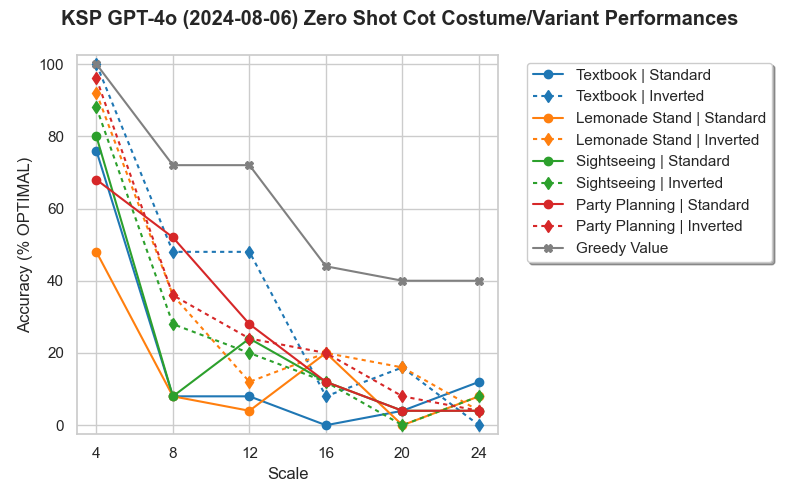 KSP GPT-4o (2024-08-06) Zero Shot Cot Costume/Variant Performances
100
80
60
40
20
0
Accuracy (% OPTIMAL)
4 8 12 16 20 24
Scale
Textbook | Standard
Textbook | Inverted
Lemonade Stand | Standard
Lemonade Stand | Inverted
Sightseeing | Standard
Sightseeing | Inverted
Party Planning | Standard
Party Planning | Inverted
Greedy Value